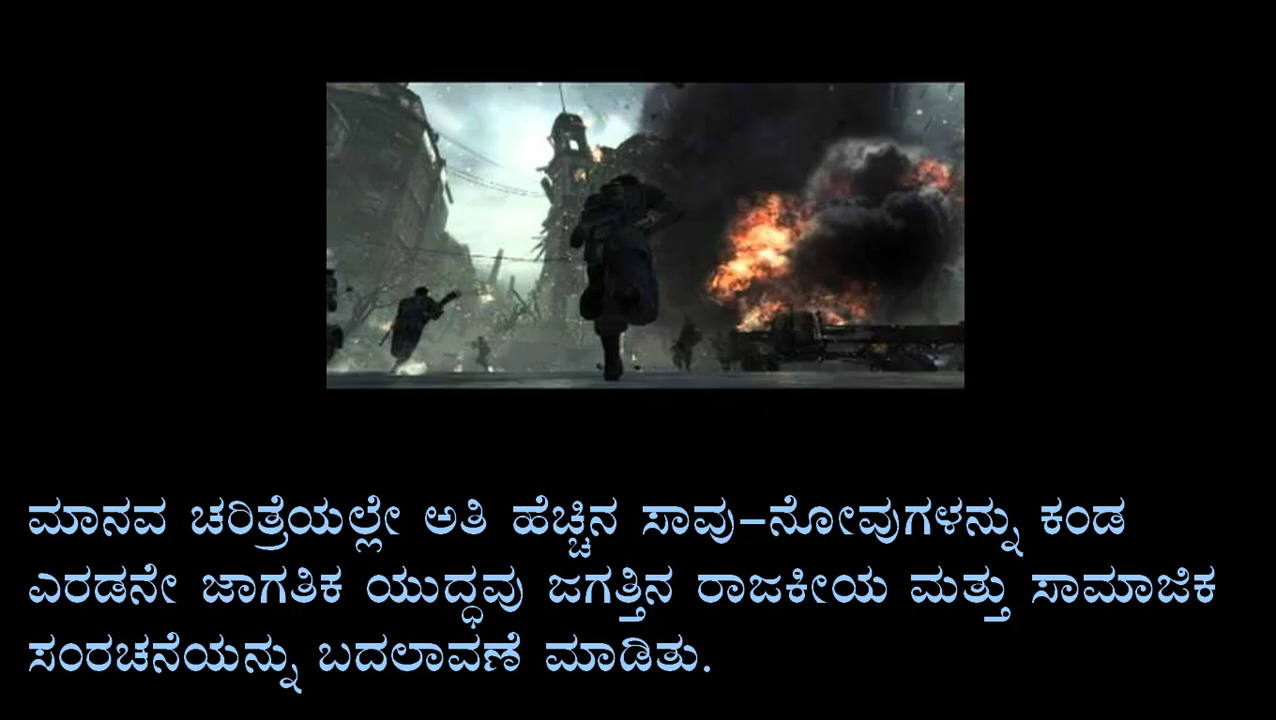 ಮಾನವ ಚರಿತ್ರೆಯಲ್ಲೇ ಅತಿ ಹೆಚ್ಚಿನ ಸಾವು-ನೋವುಗಳನ್ನು ಕಂಡ
ಎರಡನೇ ಜಾಗತಿಕ ಯುದ್ಧವು ಜಗತ್ತಿನ ರಾಜಕೀಯ ಮತ್ತು ಸಾಮಾಜಿಕ
ಸಂರಚನೆಯನ್ನು ಬದಲಾವಣೆ ಮಾಡಿತು.